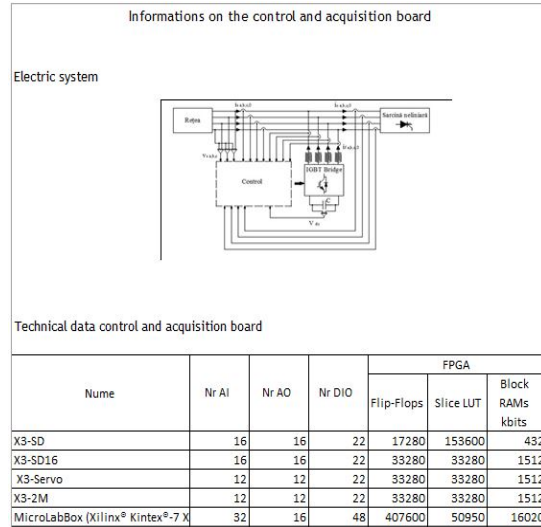 Informations on the control and acquisition board
Electric system
Rețea
Sarcină neliniară
Control
IGBT Bridge
C
Technical data control and acquisition board
Nume Nr AI Nr AO Nr DIO FPGA
Flip-Flops Slice LUT Block RAMs kbits
X3-SD 16 16 22 17280 153600 432
X3-SD16 16 16 22 33280 33280 1512
X3-Servo 12 12 22 33280 33280 1512
X3-2M 12 12 22 33280 33280 1512
MicroLabBox (Xilinx® Kintex®-7 X 32 16 48 407600 50950 16020